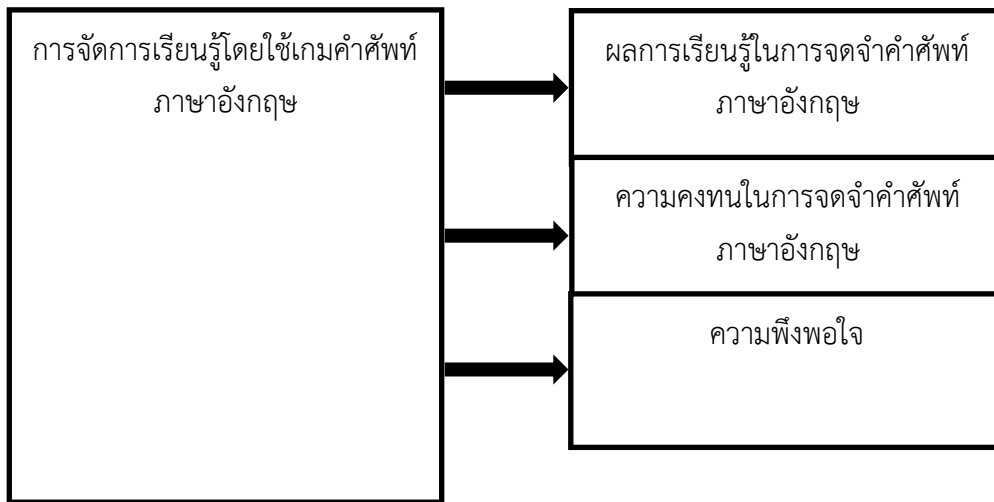 การจัดการเรียนรู้โดยใช้เกมคำศัพท์
ภาษาอังกฤษ
ผลการเรียนรู้ในการจดจำคำศัพท์
ภาษาอังกฤษ
ความคงทนในการจดจำคำศัพท์
ภาษาอังกฤษ
ความพึงพอใจ